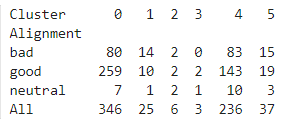 Cluster 0 1 2 3 4 5
Alignment
bad 80 14 2 0 83 15
good 259 10 2 2 143 19
neutral 7 1 2 1 10 3
All 346 25 6 3 236 37